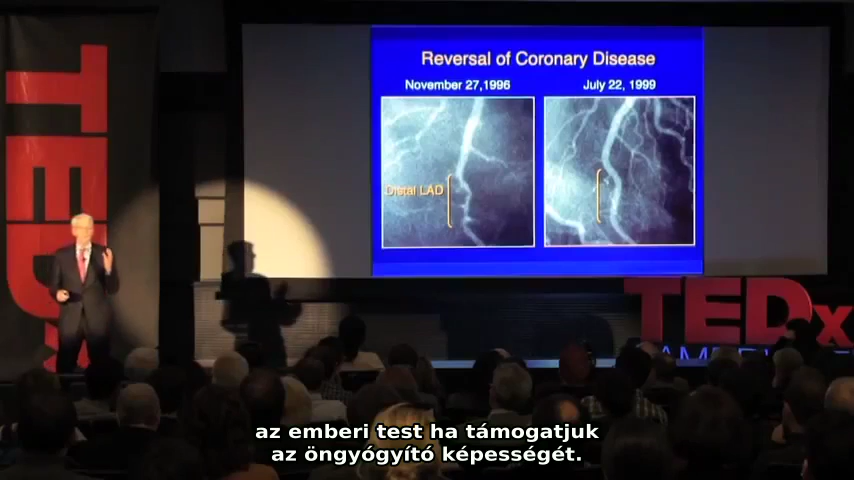 TEDx
Reversal of Coronary Disease
November 27,1996
July 22, 1999
Distal LAD
TEDx
az emberi test ha támogatjuk
az öngyógyító képességét.